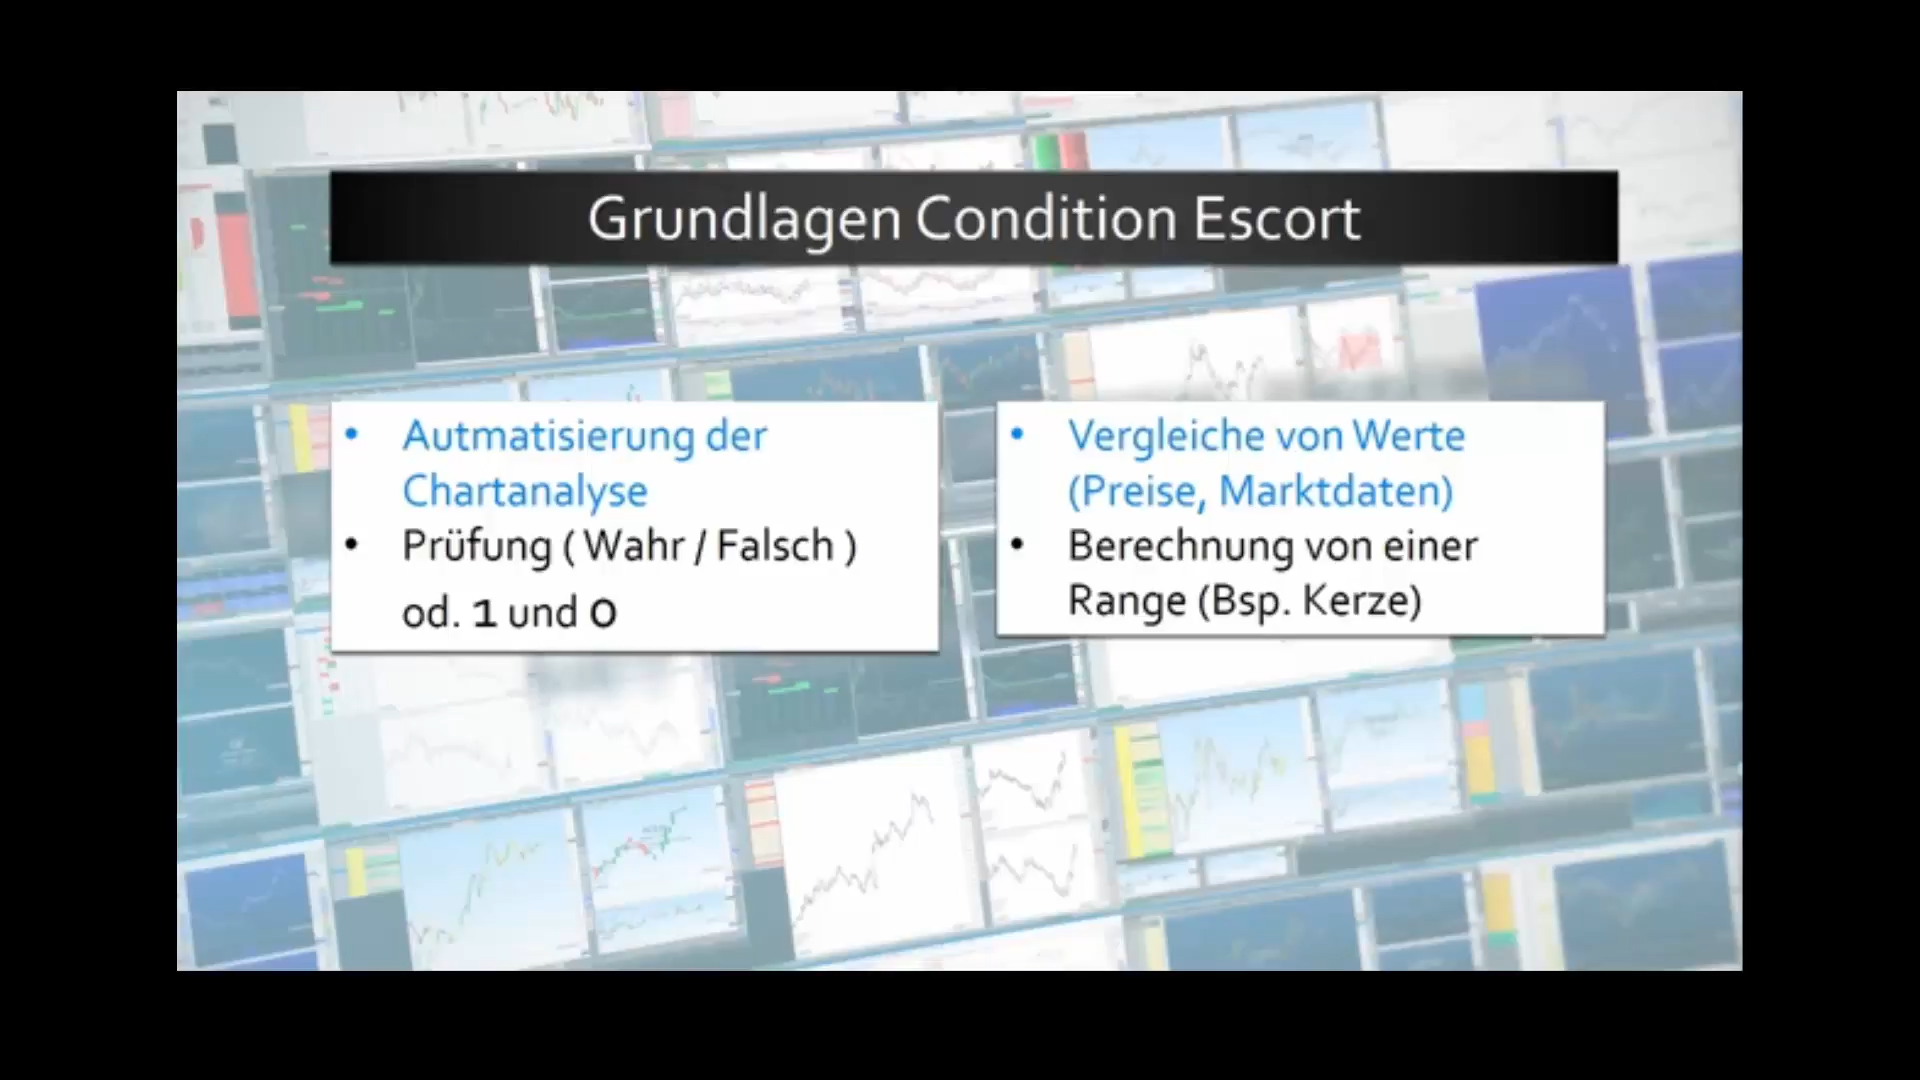 Grundlagen Condition Escort
• Autmatisierung der
Chartanalyse
• Prüfung ( Wahr / Falsch )
od. 1 und 0
• Vergleiche von Werte
(Preise, Marktdaten)
• Berechnung von einer
Range (Bsp. Kerze)